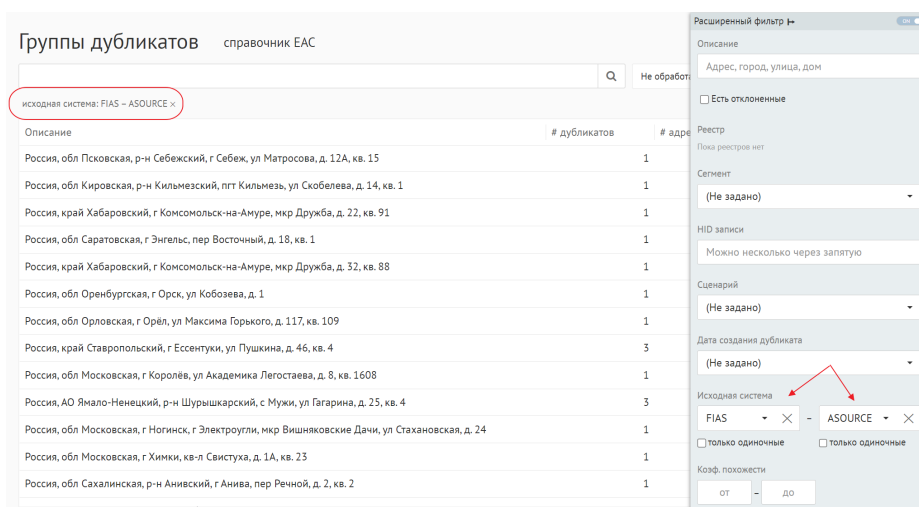 Группы дубликатов справочник ЕАС
Не обработа
исходная система: FIAS – ASOURCE ×
Описание # дубликатов # адре
Россия, обл Псковская, р-н Себежский, г Себеж, ул Матросова, д. 12А, кв. 15 1
Россия, обл Кировская, р-н Кильмезский, пгт Кильмезь, ул Скобелева, д. 14, кв. 1 1
Россия, край Хабаровский, г Комсомольск-на-Амуре, мкр Дружба, д. 22, кв. 91 1
Россия, обл Саратовская, г Энгельс, пер Восточный, д. 18, кв. 1 1
Россия, край Хабаровский, г Комсомольск-на-Амуре, мкр Дружба, д. 32, кв. 88 1
Россия, обл Оренбургская, г Орск, ул Кобозева, д. 1 1
Россия, обл Орловская, г Орёл, ул Максима Горького, д. 117, кв. 109 1
Россия, край Ставропольский, г Ессентуки, ул Пушкина, д. 46, кв. 4 3
Россия, обл Московская, г Королёв, ул Академика Легостаева, д. 8, кв. 1608 1
Россия, АО Ямало-Ненецкий, р-н Шурышкарский, с Мужи, ул Гагарина, д. 25, кв. 4 3
Россия, обл Московская, г Ногинск, г Электроугли, мкр Вишняковские Дачи, ул Стахановская, д. 24 1
Россия, обл Московская, г Химки, кв-л Свистуха, д. 1А, кв. 23 1
Россия, обл Сахалинская, р-н Анивский, г Анива, пер Речной, д. 2, кв. 2 1
Расширенный фильтр ON
Описание
Адрес, город, улица, дом
Есть отклоненные
Реестр
Пока реестров нет
Сегмент
(Не задано)
HID записи
Можно несколько через запятую
Сценарий
(Не задано)
Дата создания дубликата
(Не задано)
Исходная система
FIAS × – ASOURCE ×
только одиночные только одиночные
Коэф. похожести
от – до